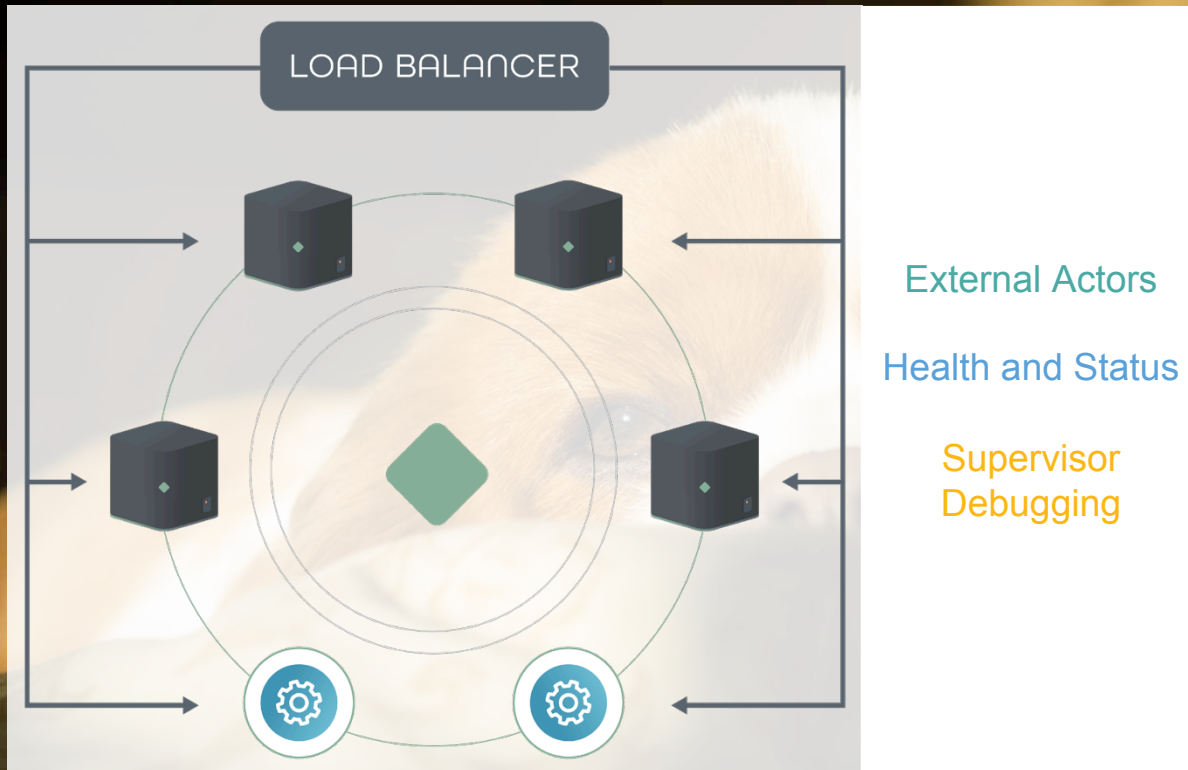 LOAD BALANCER
External Actors
Health and Status
Supervisor
Debugging